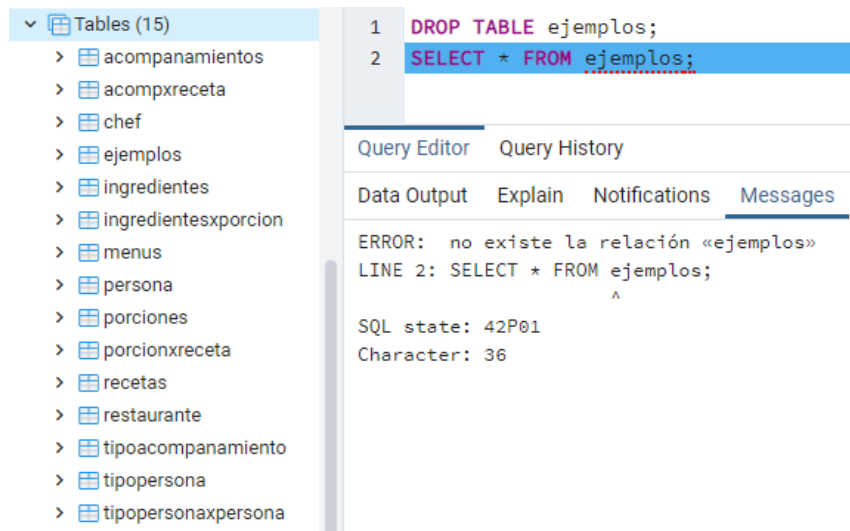 Tables (15)
acompanamientos
acompxreceta
chef
ejemplos
ingredientes
ingredientesxporcion
menus
persona
porciones
porcionxreceta
recetas
restaurante
tipoacompanamiento
tipopersona
tipopersonaxpersona
1 DROP TABLE ejemplos;
2 SELECT * FROM ejemplos;
Query Editor Query History
Data Output Explain Notifications Messages
ERROR:  no existe la relación «ejemplos»
LINE 2: SELECT * FROM ejemplos;
^
SQL state: 42P01
Character: 36